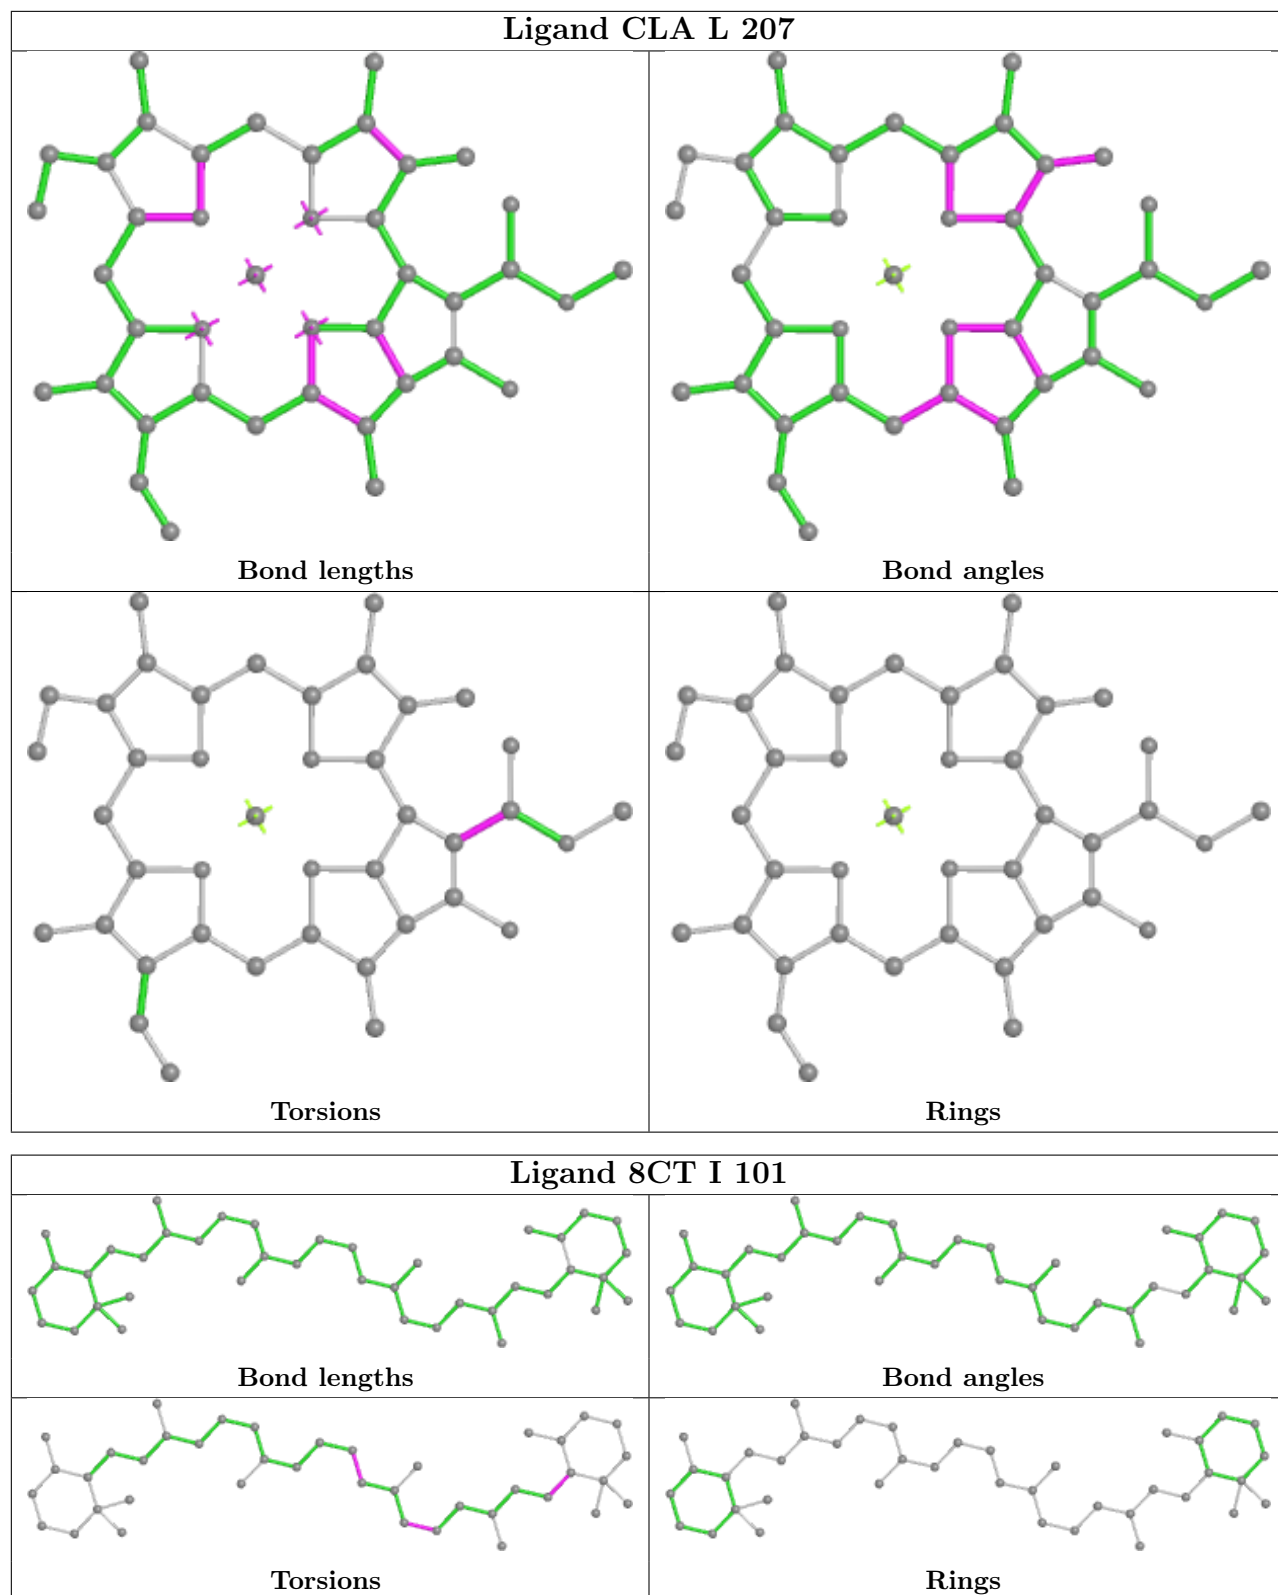 Ligand CLA L 207
Bond lengths
Bond angles
Torsions
Rings
Ligand 8CT I 101
Bond lengths
Bond angles
Torsions
Rings